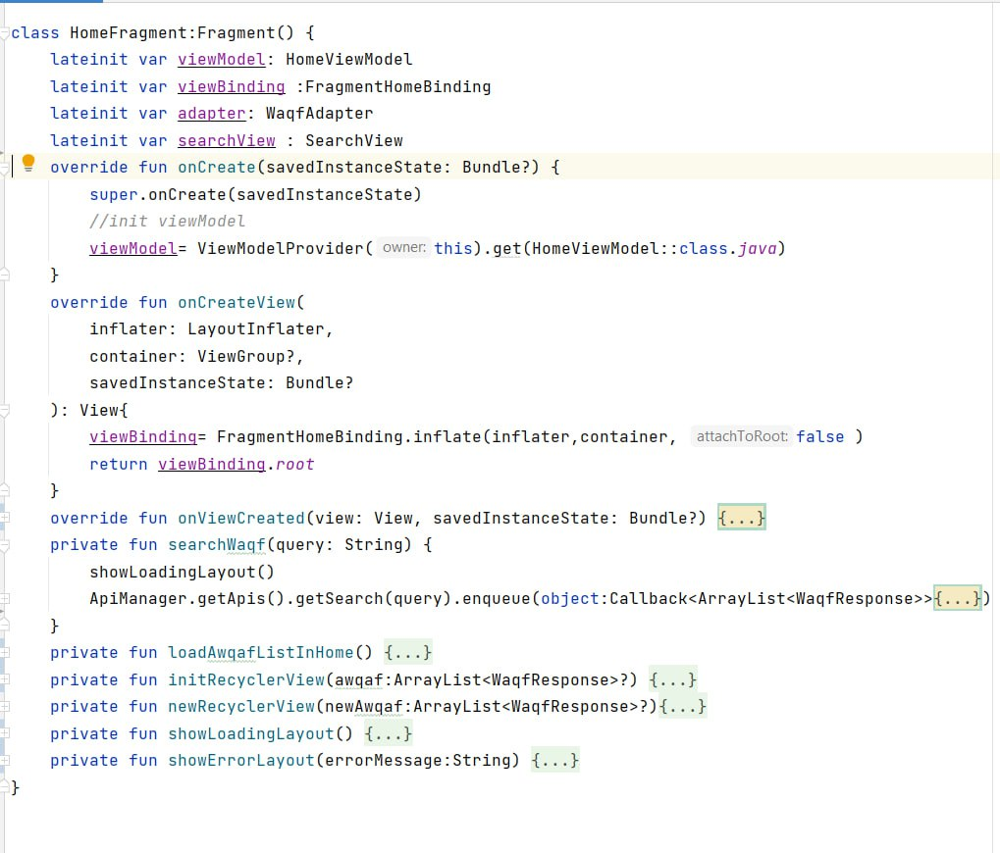 class HomeFragment:Fragment() {
    lateinit var viewModel: HomeViewModel
    lateinit var viewBinding :FragmentHomeBinding
    lateinit var adapter: WaqfAdapter
    lateinit var searchView : SearchView
    override fun onCreate(savedInstanceState: Bundle?) {
        super.onCreate(savedInstanceState)
        //init viewModel
        viewModel= ViewModelProvider( owner: this).get(HomeViewModel::class.java)
    }
    override fun onCreateView(
        inflater: LayoutInflater,
        container: ViewGroup?,
        savedInstanceState: Bundle?
    ): View{
        viewBinding= FragmentHomeBinding.inflate(inflater,container, attachToRoot: false )
        return viewBinding.root
    }
    override fun onViewCreated(view: View, savedInstanceState: Bundle?) {...}
    private fun searchWaqf(query: String) {
        showLoadingLayout()
        ApiManager.getApis().getSearch(query).enqueue(object:Callback<ArrayList<WaqfResponse>>{...})
    }
    private fun loadAwqafListInHome() {...}
    private fun initRecyclerView(awqaf:ArrayList<WaqfResponse>?) {...}
    private fun newRecyclerView(newAwqaf:ArrayList<WaqfResponse>?){...}
    private fun showLoadingLayout() {...}
    private fun showErrorLayout(errorMessage:String) {...}
}